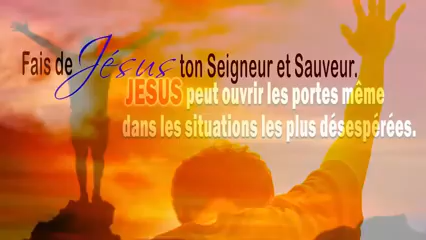 Fais de Jésus ton Seigneur et Sauveur.
JESUS peut ouvrir les portes même
dans les situations les plus désespérées.